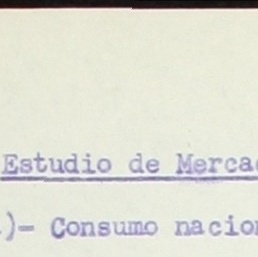 Estudio de Merca
)- Consumo nacion